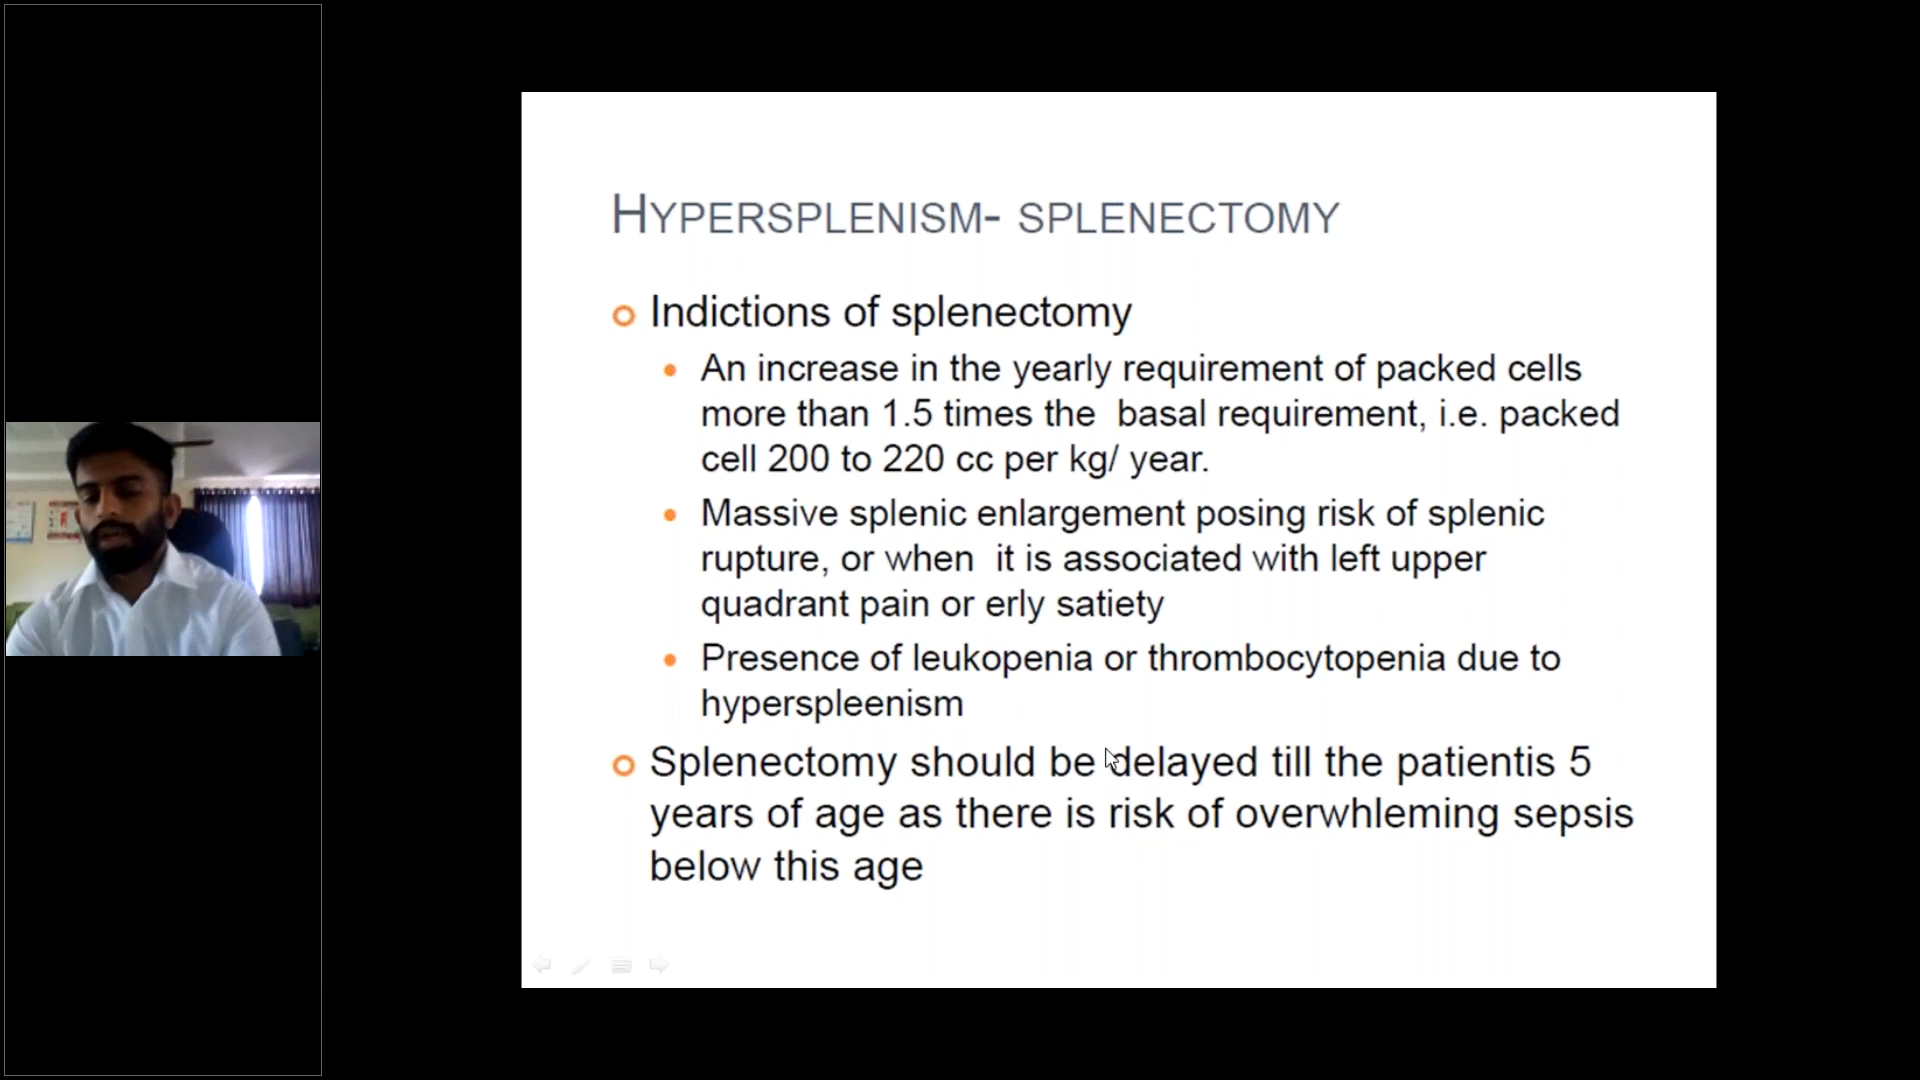 HYPERSPLENISM- SPLENECTOMY
Indictions of splenectomy
An increase in the yearly requirement of packed cells
more than 1.5 times the  basal requirement, i.e. packed
cell 200 to 220 cc per kg/ year.
Massive splenic enlargement posing risk of splenic
rupture, or when  it is associated with left upper
quadrant pain or erly satiety
Presence of leukopenia or thrombocytopenia due to
hyperspleenism
Splenectomy should be delayed till the patientis 5
years of age as there is risk of overwhleming sepsis
below this age